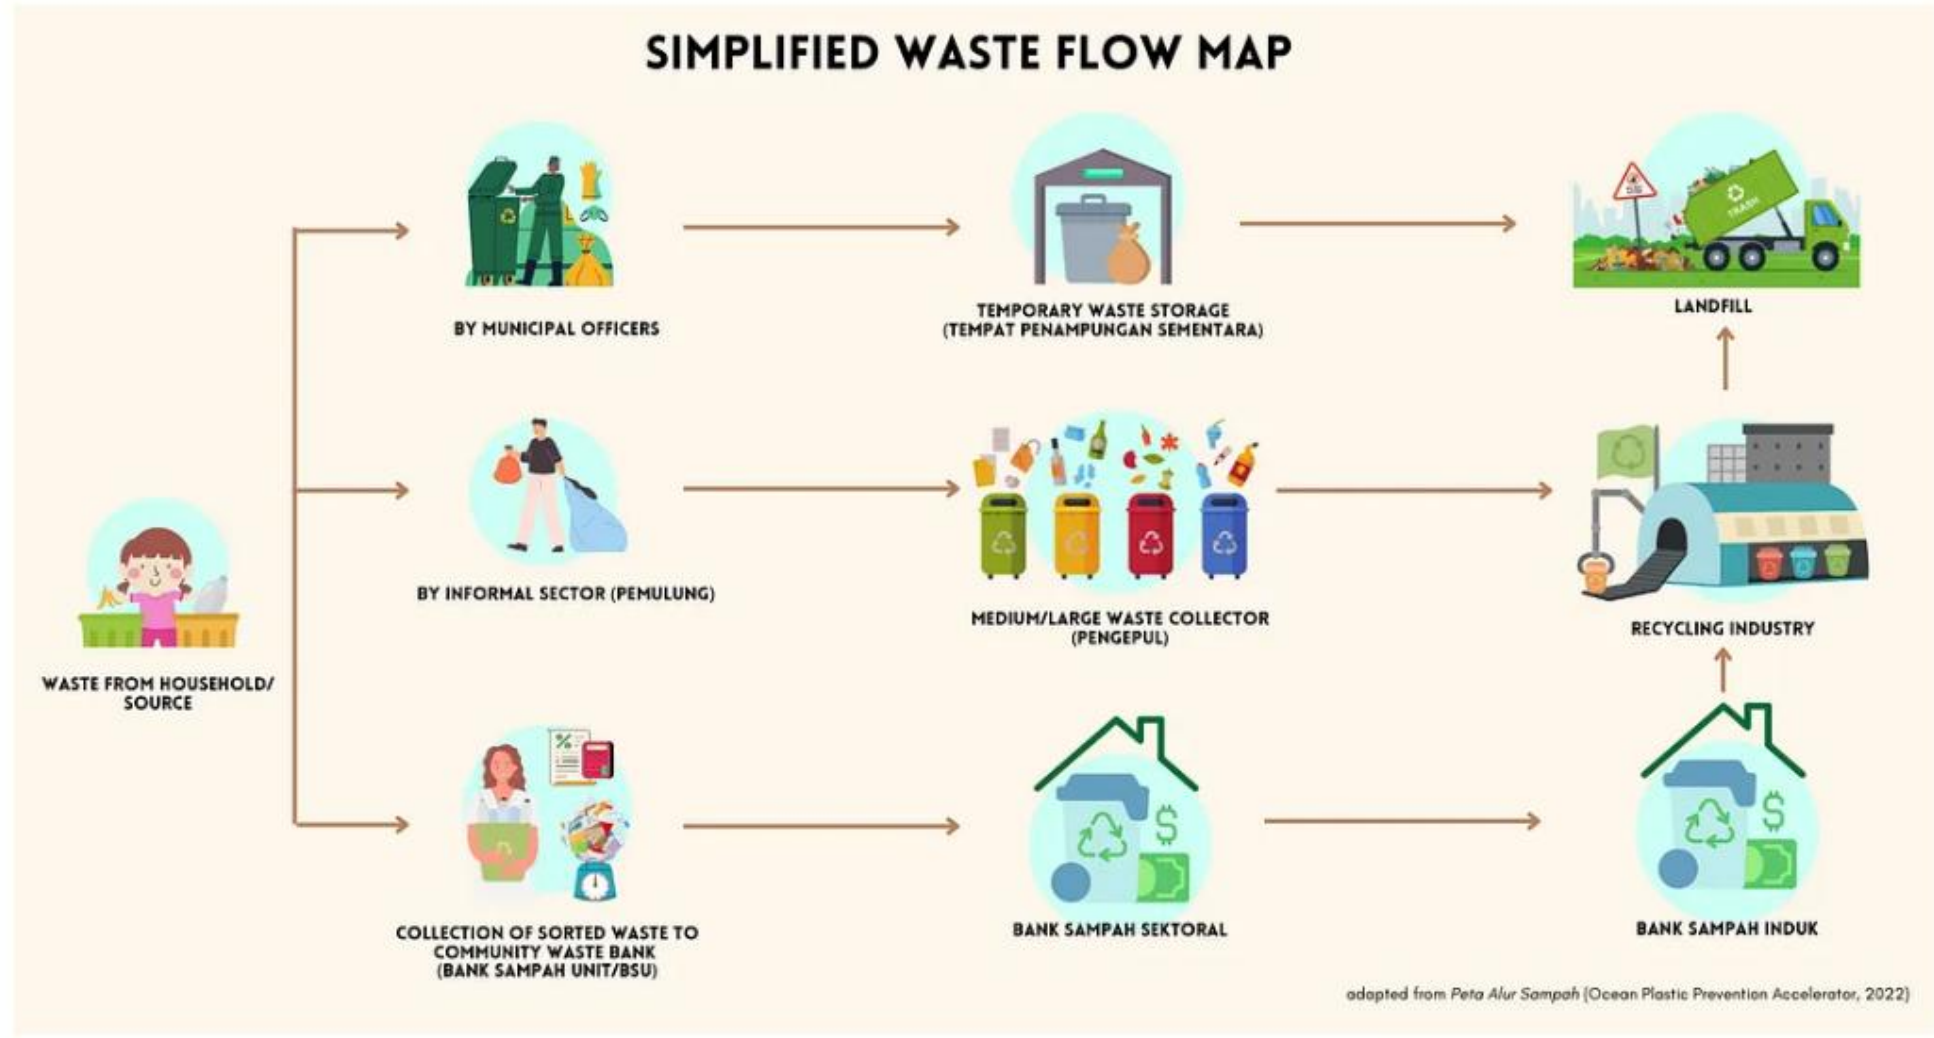 SIMPLIFIED WASTE FLOW MAP
BY MUNICIPAL OFFICERS
TEMPORARY WASTE STORAGE
(TEMPAT PENAMPUNGAN SEMENTARA)
TRASH
LANDFILL
BY INFORMAL SECTOR (PEMULUNG)
MEDIUM/LARGE WASTE COLLECTOR
(PENGEPUL)
RECYCLING INDUSTRY
WASTE FROM HOUSEHOLD/
SOURCE
%
$
$
COLLECTION OF SORTED WASTE TO
COMMUNITY WASTE BANK
(BANK SAMPAH UNIT/BSU)
BANK SAMPAH SEKTORAL
BANK SAMPAH INDUK
adapted from Peta Alur Sampah (Ocean Plastic Prevention Accelerator, 2022)